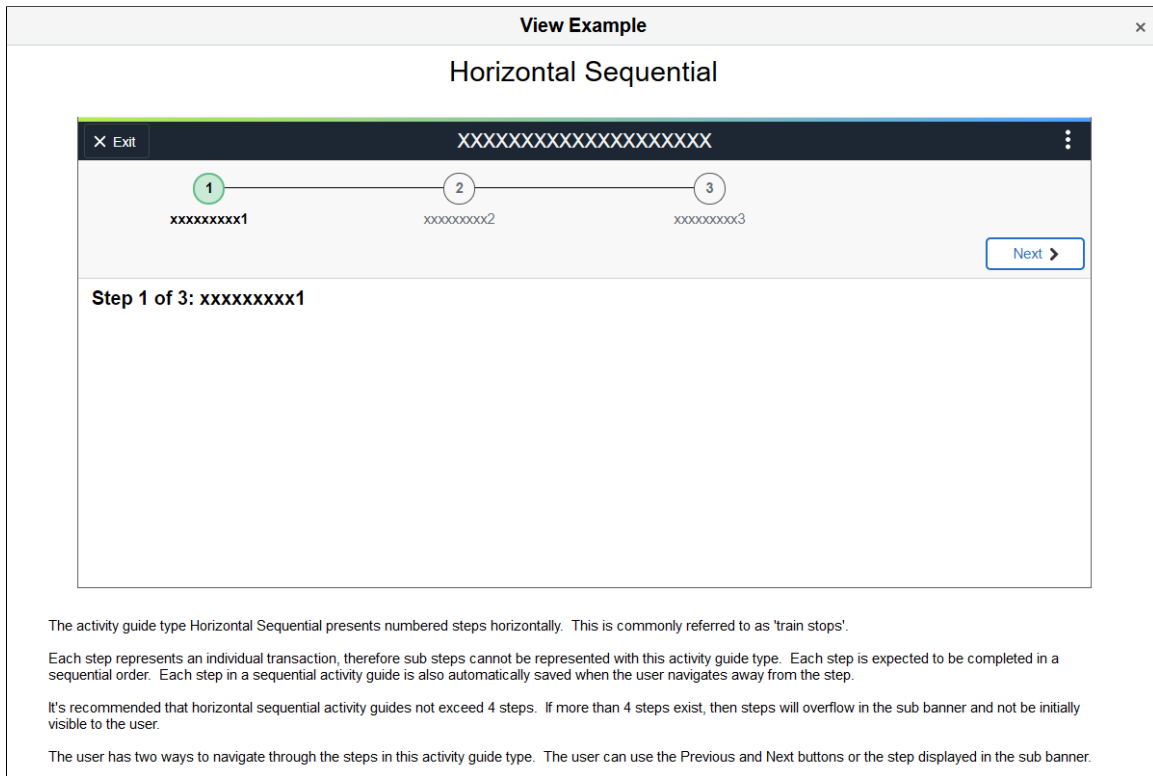 View Example
×
Horizontal Sequential
Exit
XXXXXXXXXXXXXXXXXXXX
1
2
3
xxxxxxxxx1
xxxxxxxxx2
xxxxxxxxx3
Next
Step 1 of 3: xxxxxxxxx1
The activity guide type Horizontal Sequential presents numbered steps horizontally.  This is commonly referred to as 'train stops'.
Each step represents an individual transaction, therefore sub steps cannot be represented with this activity guide type.  Each step is expected to be completed in a
sequential order.  Each step in a sequential activity guide is also automatically saved when the user navigates away from the step.
It's recommended that horizontal sequential activity guides not exceed 4 steps.  If more than 4 steps exist, then steps will overflow in the sub banner and not be initially
visible to the user.
The user has two ways to navigate through the steps in this activity guide type.  The user can use the Previous and Next buttons or the step displayed in the sub banner.